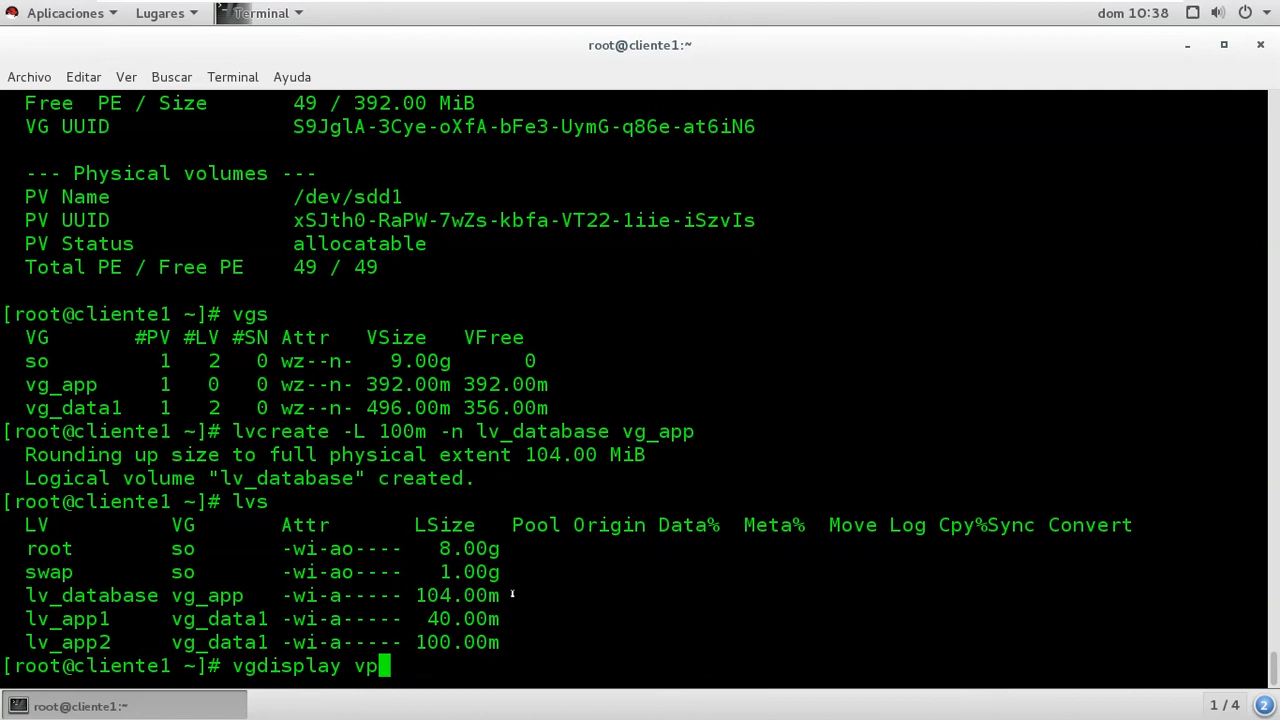 Aplicaciones Lugares Terminal dom 10:38
root@cliente1:~
Archivo Editar Ver Buscar Terminal Ayuda
Free  PE / Size       49 / 392.00 MiB
VG UUID               S9JglA-3Cye-oXfA-bFe3-UymG-q86e-at6iN6
--- Physical volumes ---
PV Name               /dev/sdd1
PV UUID               xSJth0-RaPW-7wZs-kbfa-VT22-1iie-iSzvIs
PV Status             allocatable
Total PE / Free PE    49 / 49
[root@cliente1 ~]# vgs
VG       #PV #LV #SN Attr   VSize   VFree
so         1   2   0 wz--n-   9.00g      0
vg_app     1   0   0 wz--n- 392.00m 392.00m
vg_data1   1   2   0 wz--n- 496.00m 356.00m
[root@cliente1 ~]# lvcreate -L 100m -n lv_database vg_app
Rounding up size to full physical extent 104.00 MiB
Logical volume "lv_database" created.
[root@cliente1 ~]# lvs
LV          VG       Attr       LSize   Pool Origin Data%  Meta%  Move Log Cpy%Sync Convert
root        so       -wi-ao----   8.00g
swap        so       -wi-ao----   1.00g
lv_database vg_app   -wi-a----- 104.00m
lv_app1     vg_data1 -wi-a-----  40.00m
lv_app2     vg_data1 -wi-a----- 100.00m
[root@cliente1 ~]# vgdisplay vp
root@cliente1:~ 1 / 4 2